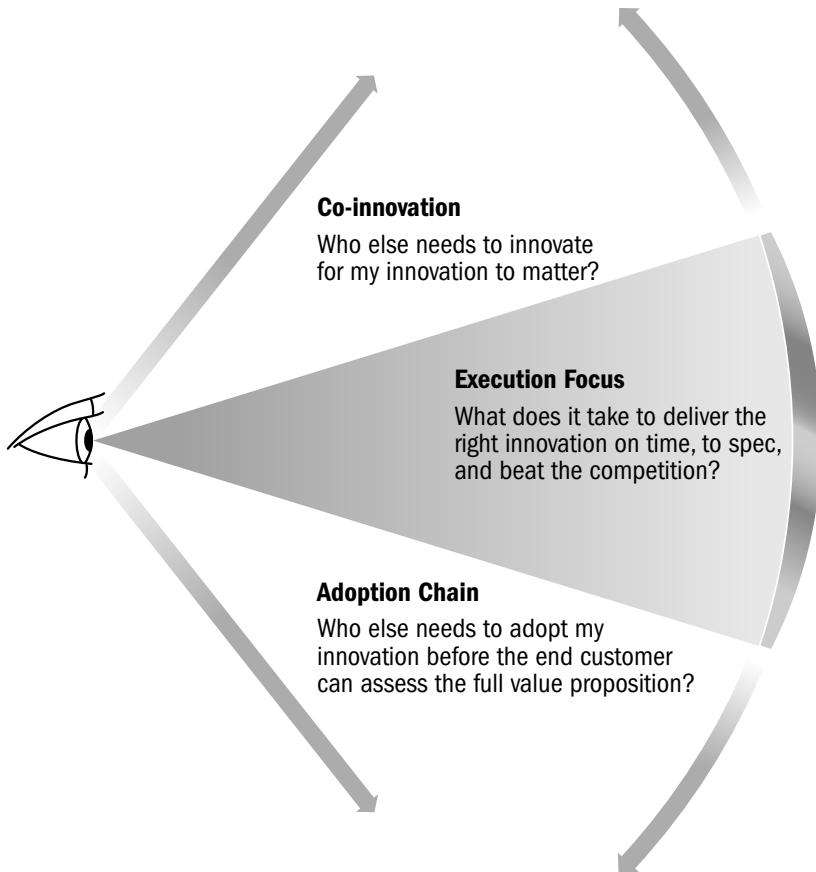 Co-innovation
Who else needs to innovate
for my innovation to matter?
Execution Focus
What does it take to deliver the
right innovation on time, to spec,
and beat the competition?
Adoption Chain
Who else needs to adopt my
innovation before the end customer
can assess the full value proposition?